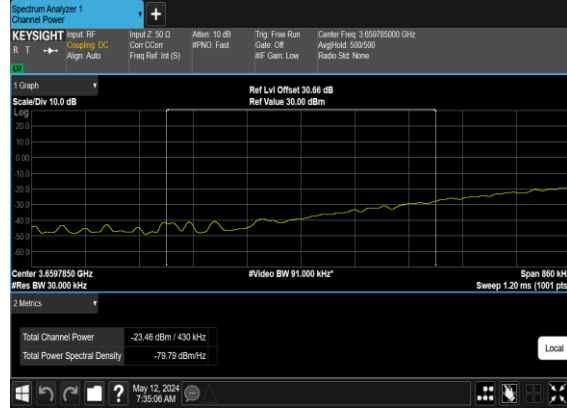 Spectrum Analyzer 1
Channel Power
+
KEYSIGHT Input: RF Input Z: 50 Ω Atten: 10 dB Trig: Free Run Center Freq: 3.659785000 GHz
R T Coupling: DC Corr CCorr #PNO: Fast Gate: Off Avg|Hold: 500/500
Align: Auto Freq Ref: Int (S) #IF Gain: Low Radio Std: None
1 Graph
Ref Lvl Offset 30.66 dB
Scale/Div 10.0 dB Ref Value 30.00 dBm
Log
20.0
10.0
0.00
-10.0
-20.0
-30.0
-40.0
-50.0
-60.0
Center 3.6597850 GHz #Video BW 91.000 kHz* Span 860 kH
#Res BW 30.000 kHz Sweep 1.20 ms (1001 pts
2 Metrics
Total Channel Power -23.46 dBm / 430 kHz
Total Power Spectral Density -79.79 dBm/Hz
Local
? May 12, 2024
7:35:06 AM